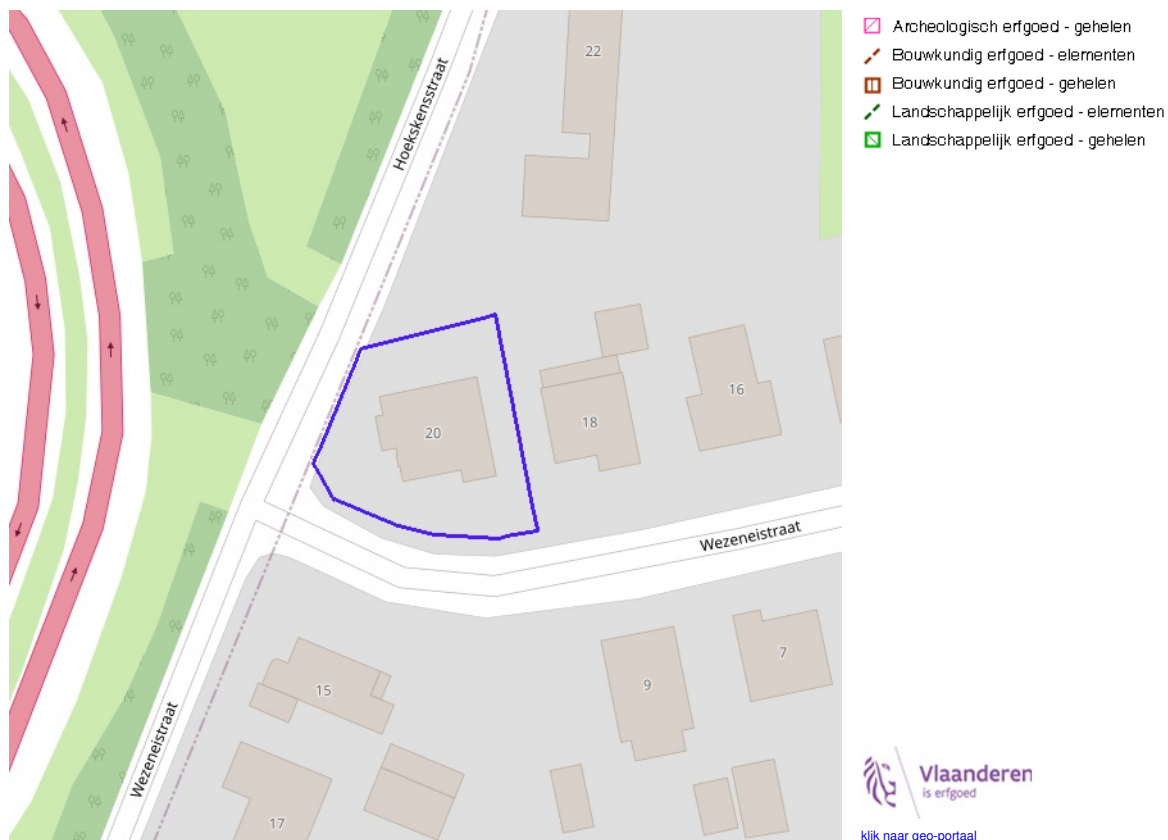 Archeologisch erfgoed - gehelen
Bouwkundig erfgoed - elementen
Bouwkundig erfgoed - gehelen
Landschappelijk erfgoed - elementen
Landschappelijk erfgoed - gehelen
Hoekskensstraat
22
16
18
20
Wezeneistraat
7
9
15
Wezeneistraat
17
Vlaanderen
is erfgoed
klik naar geo-portaal